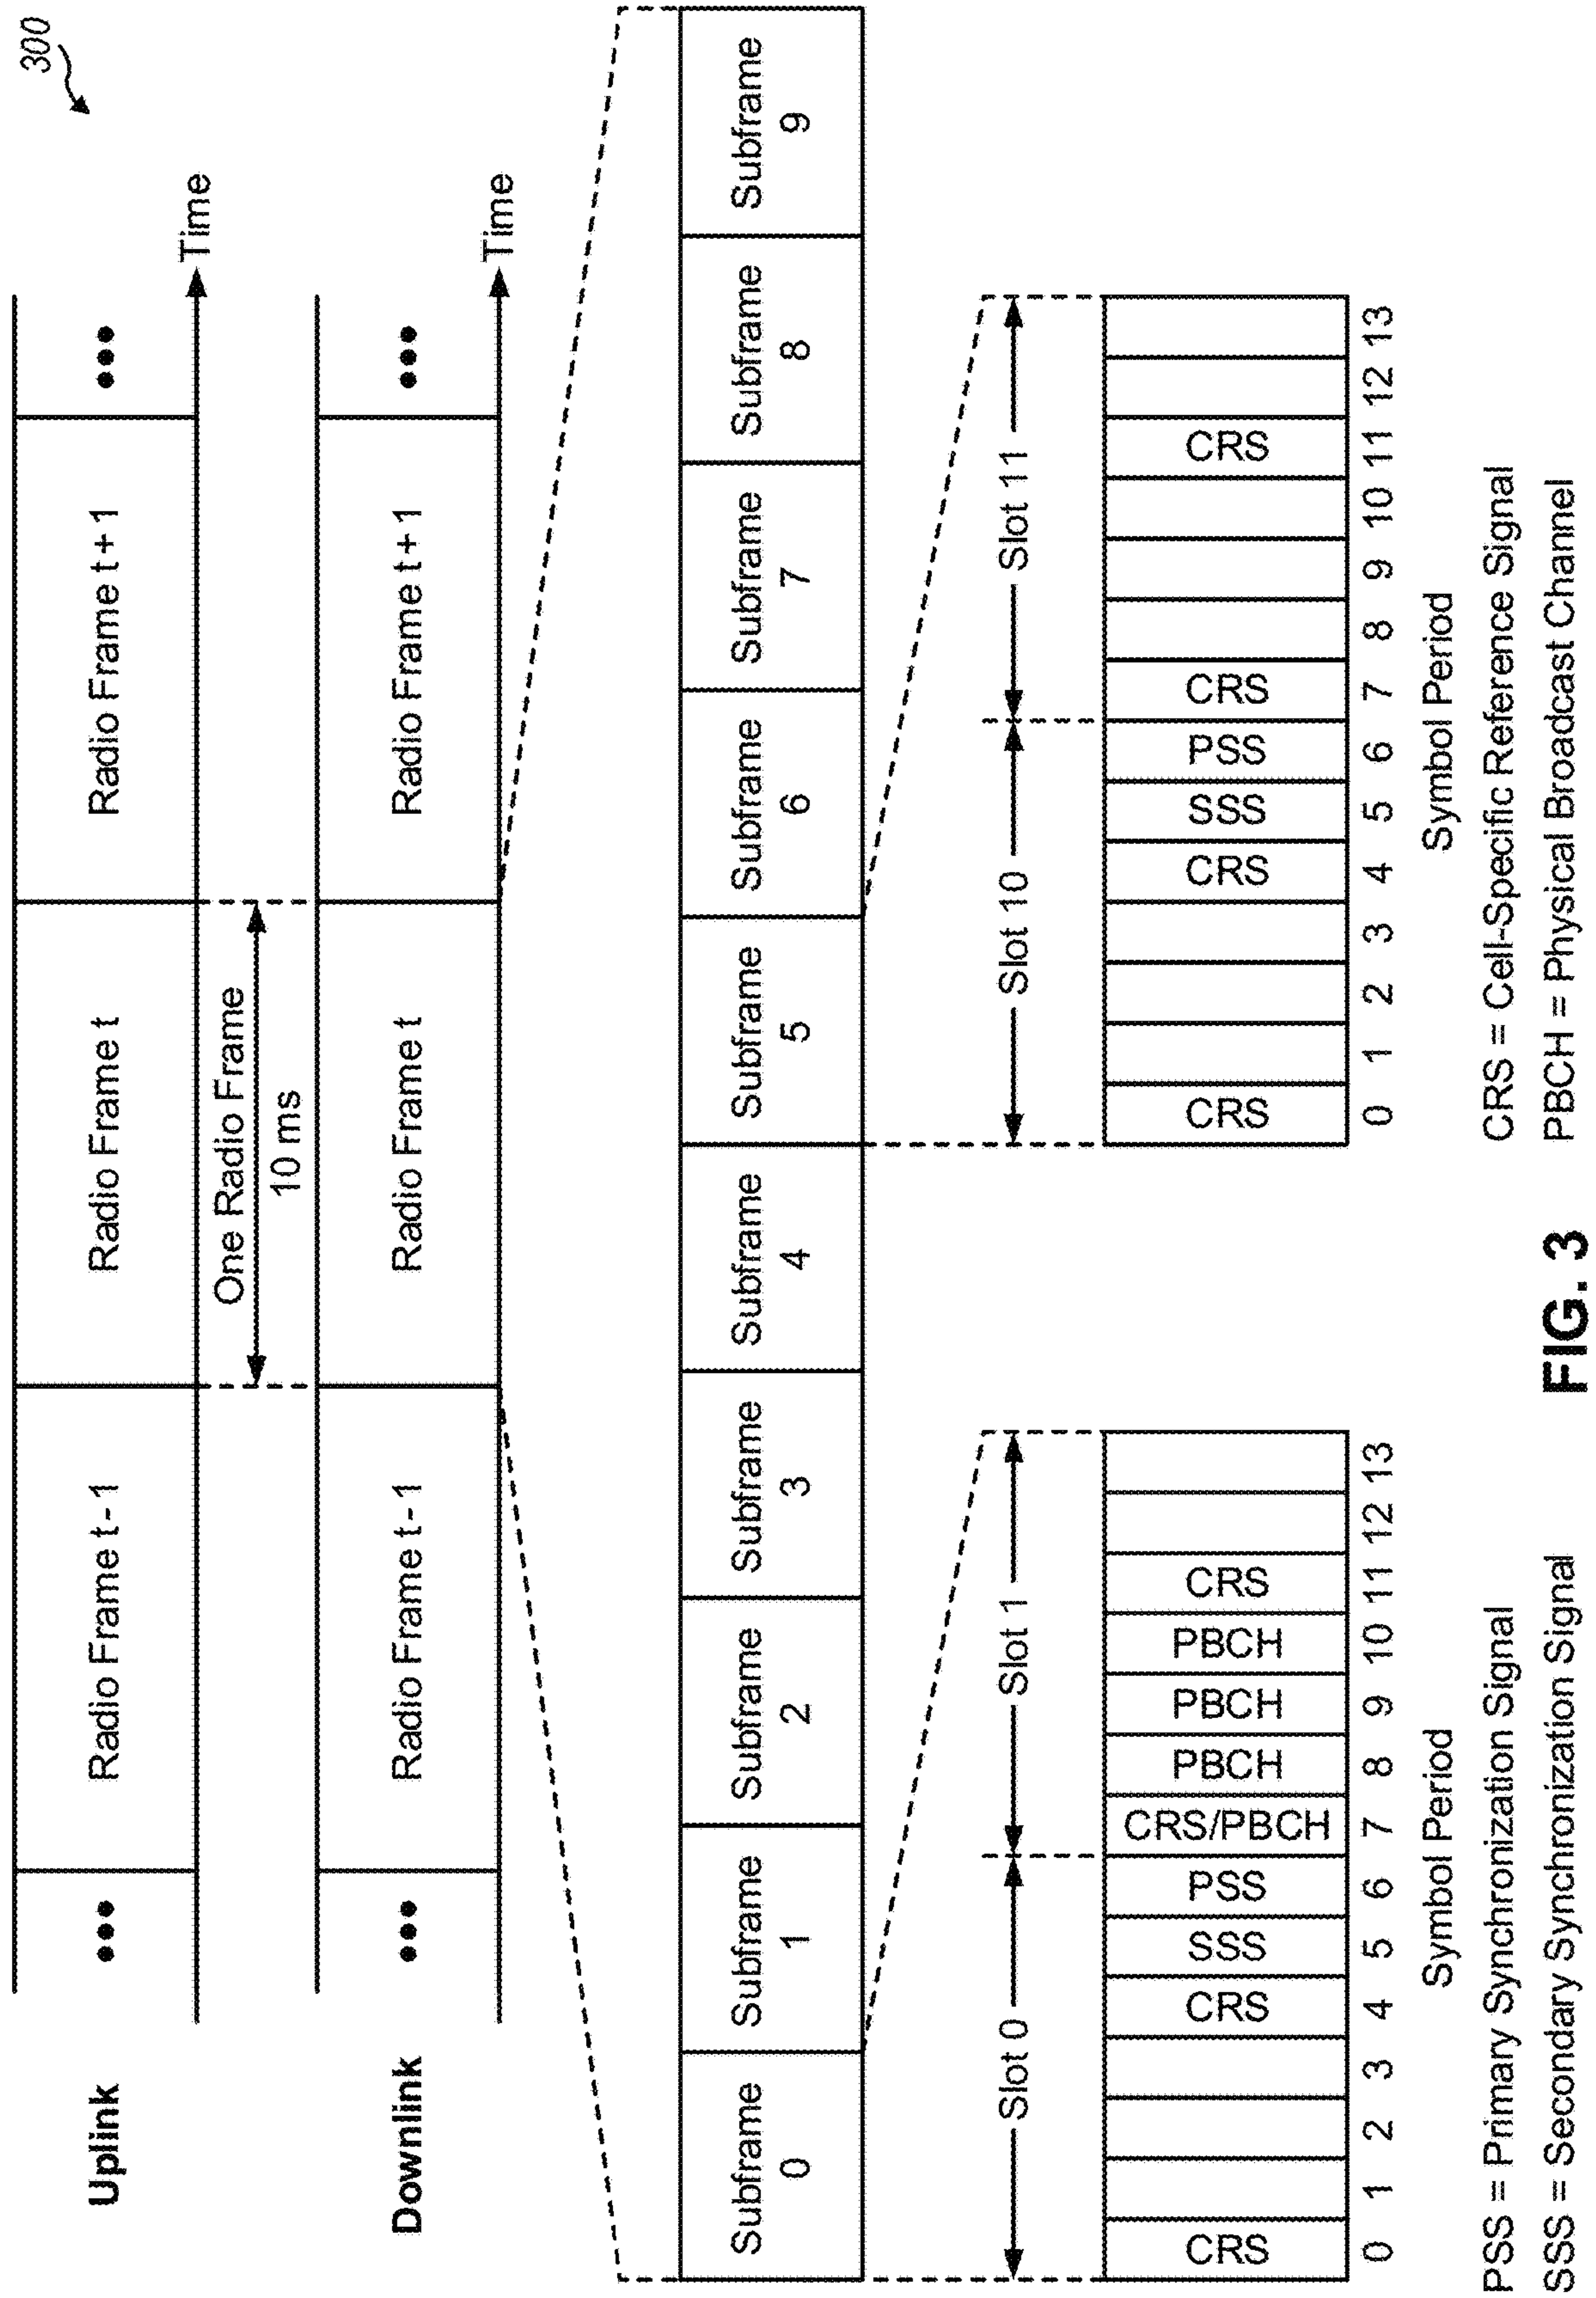 300
Uplink
••• Radio Frame t-1 Radio Frame t Radio Frame t+1 •••
Time
One Radio Frame
10 ms
Downlink
••• Radio Frame t-1 Radio Frame t Radio Frame t+1 •••
Time
Subframe Subframe Subframe Subframe Subframe Subframe Subframe Subframe Subframe Subframe
0 1 2 3 4 5 6 7 8 9
Slot 0 Slot 1 Slot 10 Slot 11
CRS CRS SSS PSS CRS/PBCH PBCH PBCH PBCH CRS
0 1 2 3 4 5 6 7 8 9 10 11 12 13
Symbol Period
CRS CRS SSS PSS CRS CRS
0 1 2 3 4 5 6 7 8 9 10 11 12 13
Symbol Period
PSS = Primary Synchronization Signal
SSS = Secondary Synchronization Signal
CRS = Cell-Specific Reference Signal
PBCH = Physical Broadcast Channel
FIG. 3